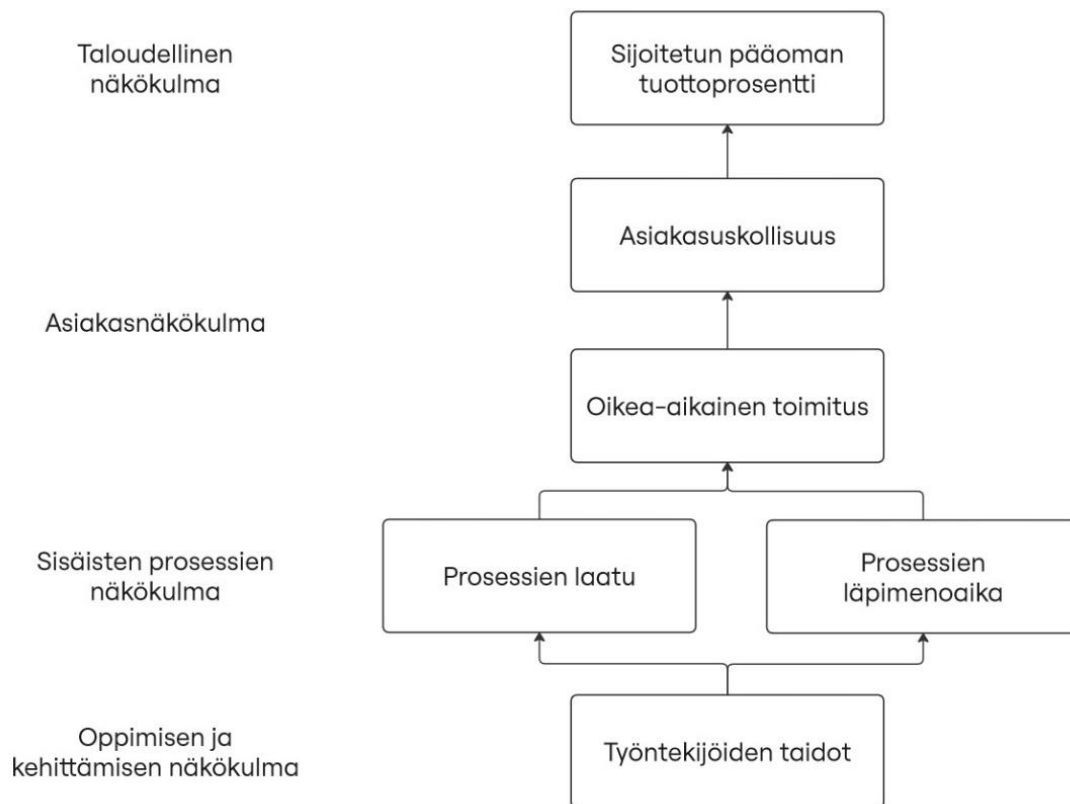 Taloudellinen
näkökulma
Sijoitetun pääoman
tuottoprosentti
Asiakasuskollisuus
Asiakasnäkökulma
Oikea-aikainen toimitus
Sisäisten prosessien
näkökulma
Prosessien laatu
Prosessien
läpimenoaika
Oppimisen ja
kehittämisen näkökulma
Työntekijöiden taidot